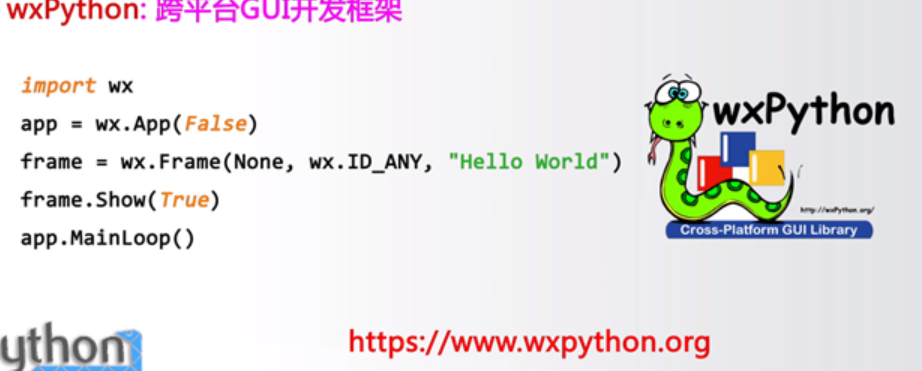 wxPython: 跨平台GUI开发框架
import wx
app = wx.App(False)
frame = wx.Frame(None, wx.ID_ANY, "Hello World")
frame.Show(True)
app.MainLoop()
wxPython
http://wxPython.org/
Cross-Platform GUI Library
ython
https://www.wxpython.org